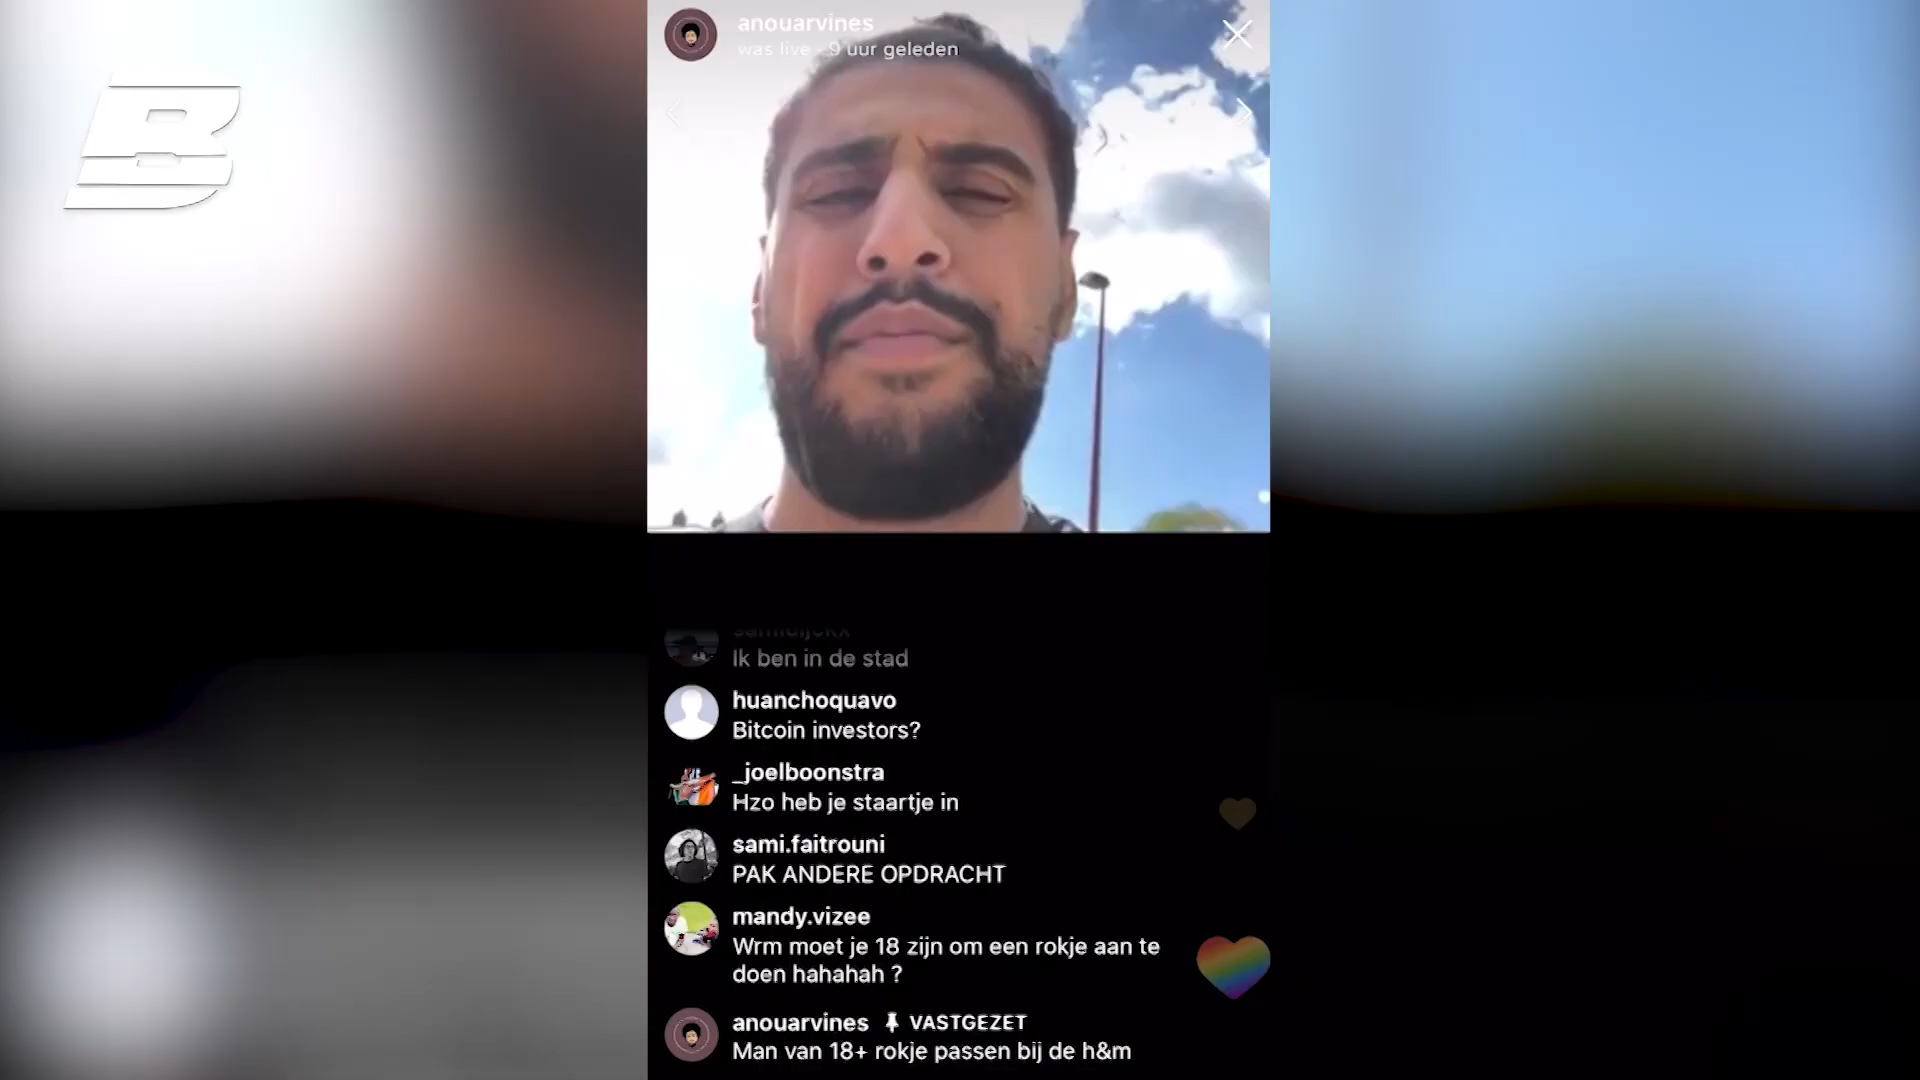 anouarvines
was live · 9 uur geleden
Ik ben in de stad
huanchoquavo
Bitcoin investors?
_joelboonstra
Hzo heb je staartje in
sami.faitrouni
PAK ANDERE OPDRACHT
mandy.vizee
Wrm moet je 18 zijn om een rokje aan te
doen hahahah ?
anouarvines VASTGEZET
Man van 18+ rokje passen bij de h&m